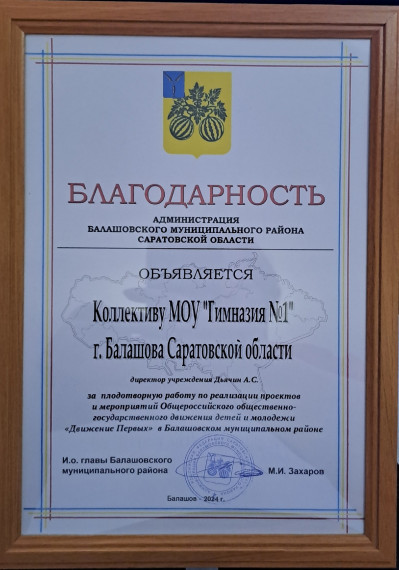 БЛАГОДАРНОСТЬ
АДМИНИСТРАЦИЯ
БАЛАШОВСКОГО МУНИЦИПАЛЬНОГО РАЙОНА
САРАТОВСКОЙ ОБЛАСТИ
ОБЪЯВЛЯЕТСЯ
Коллективу МОУ "Гимназия №1"
г. Балашова Саратовской области
директор учреждения Дьячин А.С.
за плодотворную работу по реализации проектов
и мероприятий Общероссийского общественно-
государственного движения детей и молодежи
«Движение Первых» в Балашовском муниципальном районе
И.о. главы Балашовского
муниципального района
М.И. Захаров
Балашов - 2024 г.